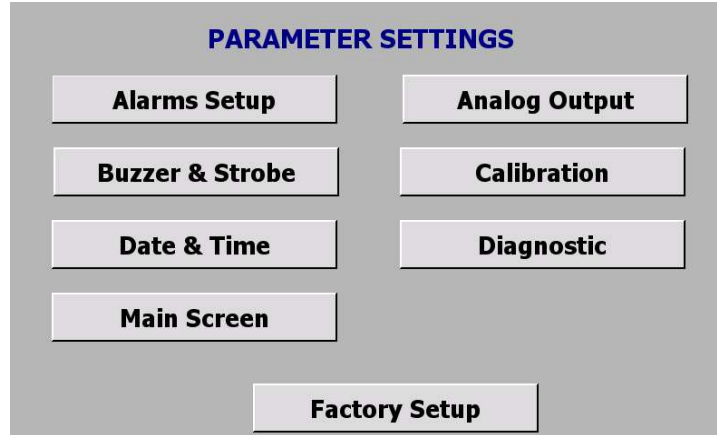 PARAMETER SETTINGS
Alarms Setup
Analog Output
Buzzer & Strobe
Calibration
Date & Time
Diagnostic
Main Screen
Factory Setup